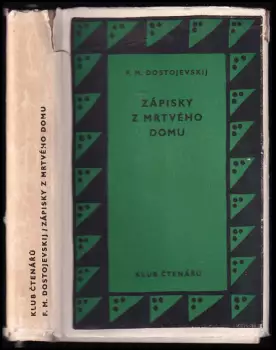 KLUB ČTENÁŘŮ
F. M. DOSTOJEVSKIJ / ZÁPISKY Z MRTVÉHO DOMU
F. M. DOSTOJEVSKIJ
ZÁPISKY
Z MRTVÉHO
DOMU
KLUB ČTENÁŘŮ